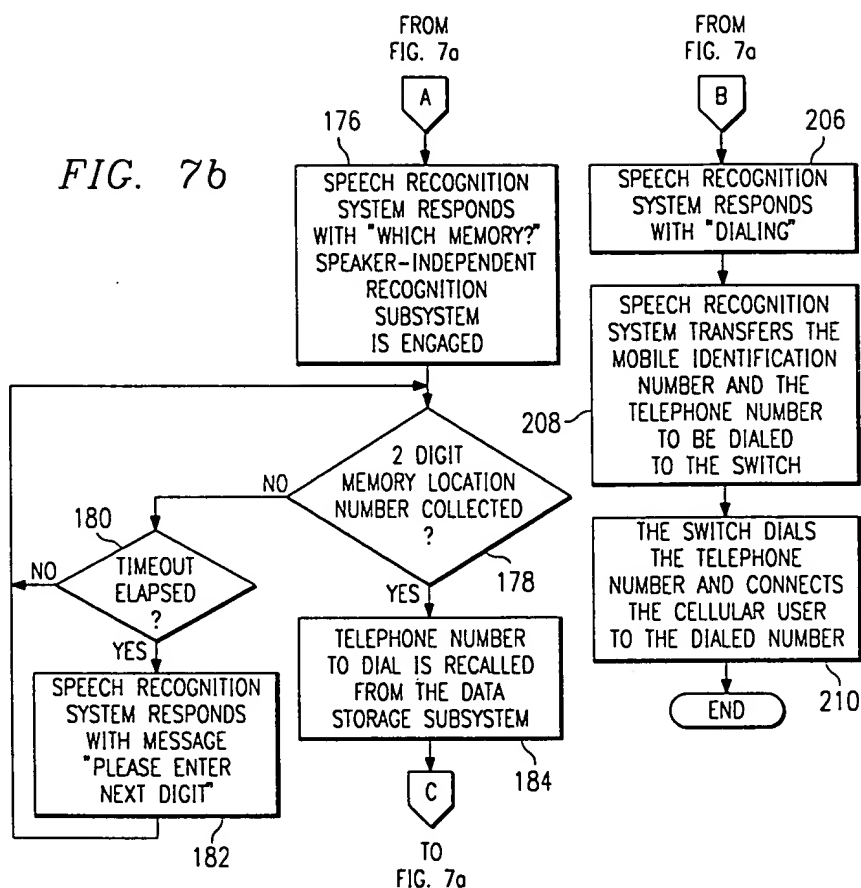 FIG. 7b
FROM
FIG. 7a
A
176
SPEECH RECOGNITION
SYSTEM RESPONDS
WITH "WHICH MEMORY?"
SPEAKER-INDEPENDENT
RECOGNITION
SUBSYSTEM
IS ENGAGED
2 DIGIT
MEMORY LOCATION
NUMBER COLLECTED
?
178
NO
YES
180
TIMEOUT
ELAPSED
?
NO
YES
SPEECH RECOGNITION
SYSTEM RESPONDS
WITH MESSAGE
"PLEASE ENTER
NEXT DIGIT"
182
TELEPHONE NUMBER
TO DIAL IS RECALLED
FROM THE DATA
STORAGE SUBSYSTEM
184
C
TO
FIG. 7a
FROM
FIG. 7a
B
206
SPEECH RECOGNITION
SYSTEM RESPONDS
WITH "DIALING"
SPEECH RECOGNITION
SYSTEM TRANSFERS THE
MOBILE IDENTIFICATION
NUMBER AND THE
TELEPHONE NUMBER
TO BE DIALED
TO THE SWITCH
208
THE SWITCH DIALS
THE TELEPHONE
NUMBER AND CONNECTS
THE CELLULAR USER
TO THE DIALED NUMBER
210
END